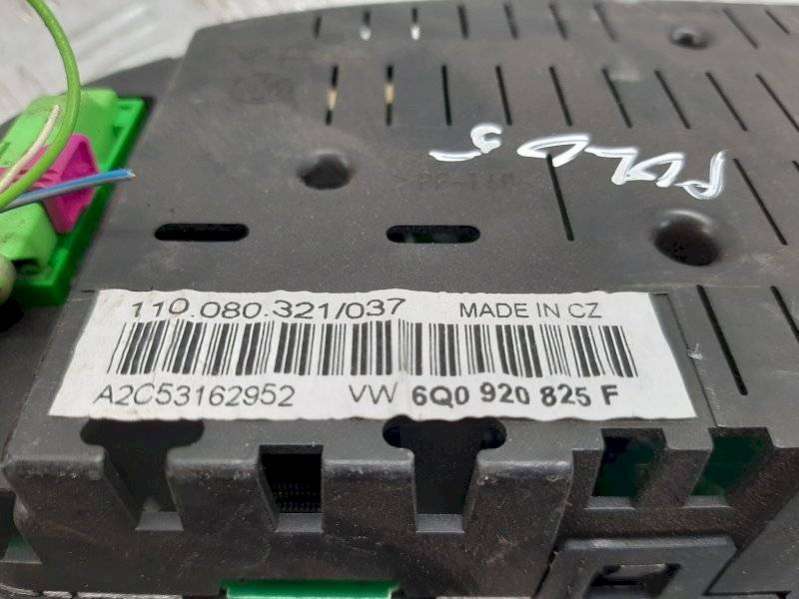 POLO 5
110.080.321/037 MADE IN CZ
A2C53162952 VW 6Q0 920 825 F